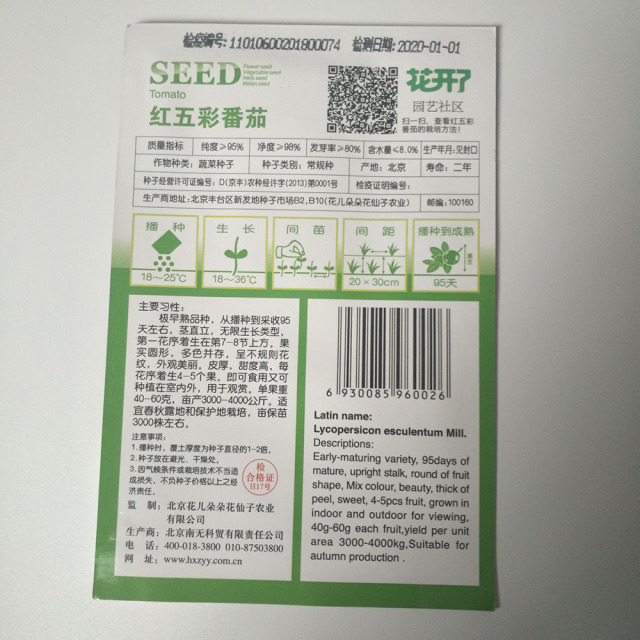 检疫编号:11010600201800074 检测日期:2020-01-01
SEED
Flower seed
Vegetable seed
Herb seed
Melon seed
Tomato
红五彩番茄
花开了
园艺社区
扫一扫，查看红五彩
番茄的栽培方法!
质量指标 纯度≥95% 净度≥98% 发芽率≥80% 含水量≤8.0% 生产年月:见封口
作物种类：蔬菜种子 种子类别：常规种 产地：北京 寿命：二年
种子经营许可证编号：D(京丰)农种经许字(2013)第0001号 检疫证明编号：
生产商地址：北京丰台区新发地种子市场B2,B10(花儿朵朵花仙子农业) 邮编：100160
播种 生长 间苗 间距 播种到成熟
18～25℃ 18～36℃ 20×30cm 95天
主要习性：
极早熟品种，从播种到采收95
天左右，茎直立，无限生长类型，
第一花序着生在第7-8节上方。果
实圆形，多色并存，呈不规则花
纹，外观美丽。皮厚，甜度高，每
花序着生4-5个果。即可食用又可
种植在室内外，用于观赏，单果重
40-60克，亩产3000-4000公斤。适
宜春秋露地和保护地栽培，亩保苗
3000株左右。
注意事项：
1.播种时，覆土厚度为种子直径的1-2倍。
2.种子放在避光、干燥处。
3.因气候条件或栽培技术不当造
成损失，不负种子价格以上之经
济责任。
检
合格证
H17号
监制：北京花儿朵朵花仙子农业
有限公司
生产商：北京南无科贸有限责任公司
电话：400-018-3800 010-87503800
网址：www.hxzyy.com.cn
6 930085 960026
Latin name:
Lycopersicon esculentum Mill.
Descriptions:
Early-maturing variety, 95days of
mature, upright stalk, round of fruit
shape, Mix colour, beauty, thick of
peel, sweet, 4-5pcs fruit, grown in
indoor and outdoor for viewing,
40g-60g each fruit,yield per unit
area 3000-4000kg,Suitable for
autumn production .